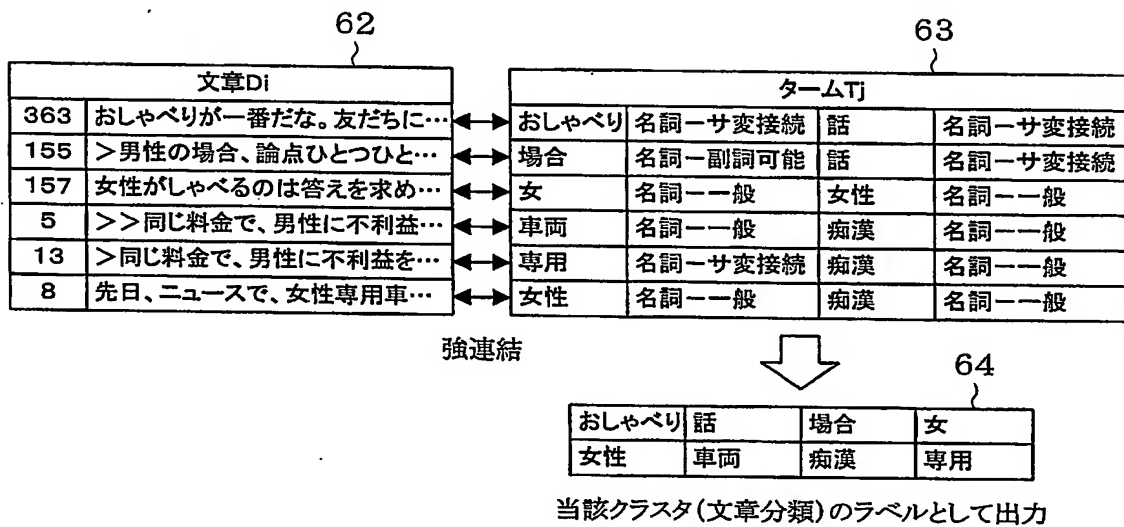 62
63
文章Di
タームTj
363 おしゃべりが一番だな。友だちに… おしゃべり 名詞ーサ変接続 話 名詞ーサ変接続
155 >男性の場合、論点ひとつひと… 場合 名詞ー副詞可能 話 名詞ーサ変接続
157 女性がしゃべるのは答えを求め… 女 名詞ー一般 女性 名詞ー一般
5 >>同じ料金で、男性に不利益… 車両 名詞ー一般 痴漢 名詞ー一般
13 >同じ料金で、男性に不利益を… 専用 名詞ーサ変接続 痴漢 名詞ー一般
8 先日、ニュースで、女性専用車… 女性 名詞ー一般 痴漢 名詞ー一般
強連結
64
おしゃべり 話 場合 女
女性 車両 痴漢 専用
当該クラスタ(文章分類)のラベルとして出力